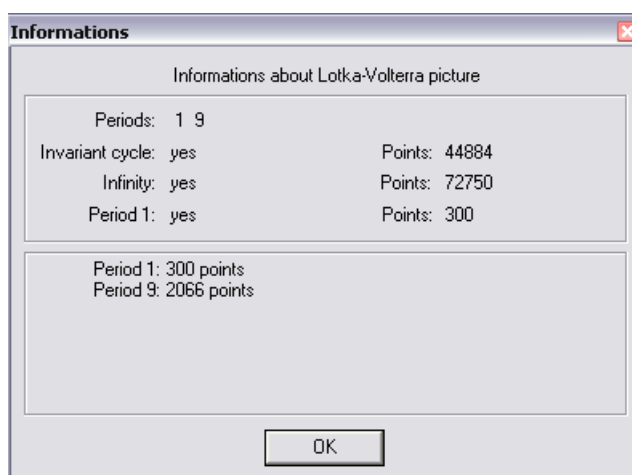 Informations
Informations about Lotka-Volterra picture
Periods: 1 9
Invariant cycle: yes Points: 44884
Infinity: yes Points: 72750
Period 1: yes Points: 300
Period 1: 300 points
Period 9: 2066 points
OK